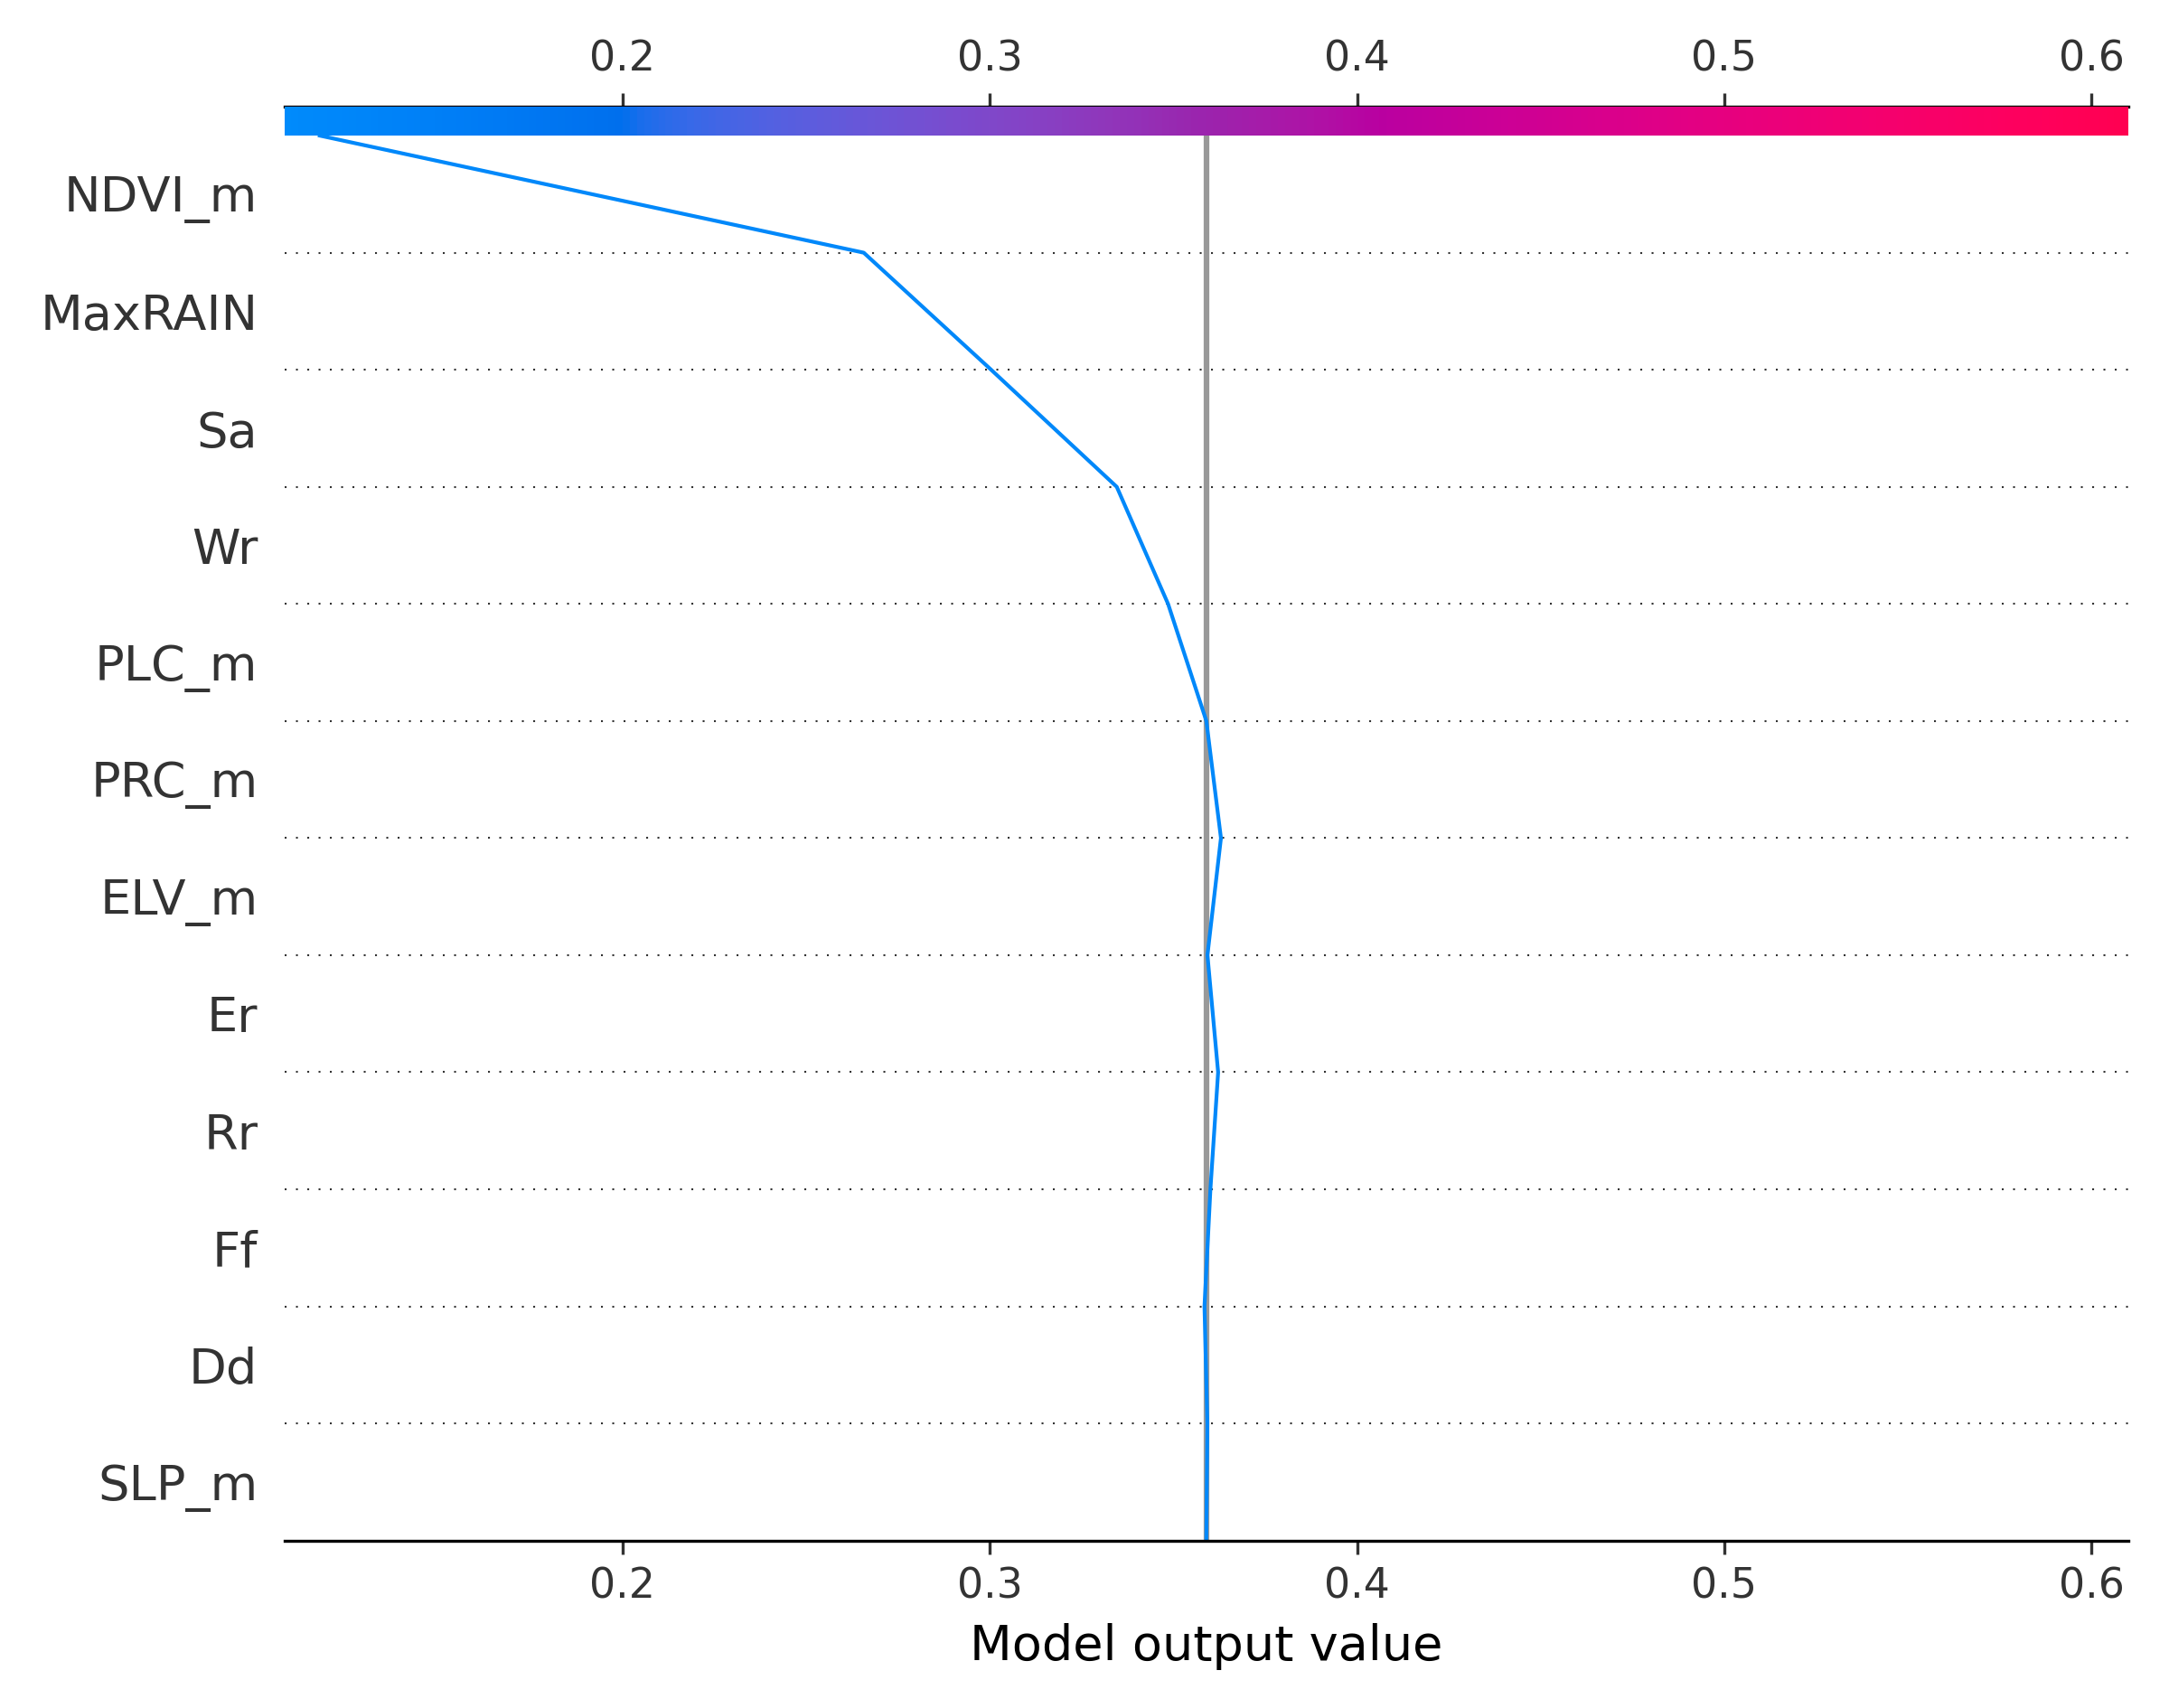 0.2 0.3 0.4 0.5 0.6
NDVI_m
MaxRAIN
Sa
Wr
PLC_m
PRC_m
ELV_m
Er
Rr
Ff
Dd
SLP_m
0.2 0.3 0.4 0.5 0.6
Model output value